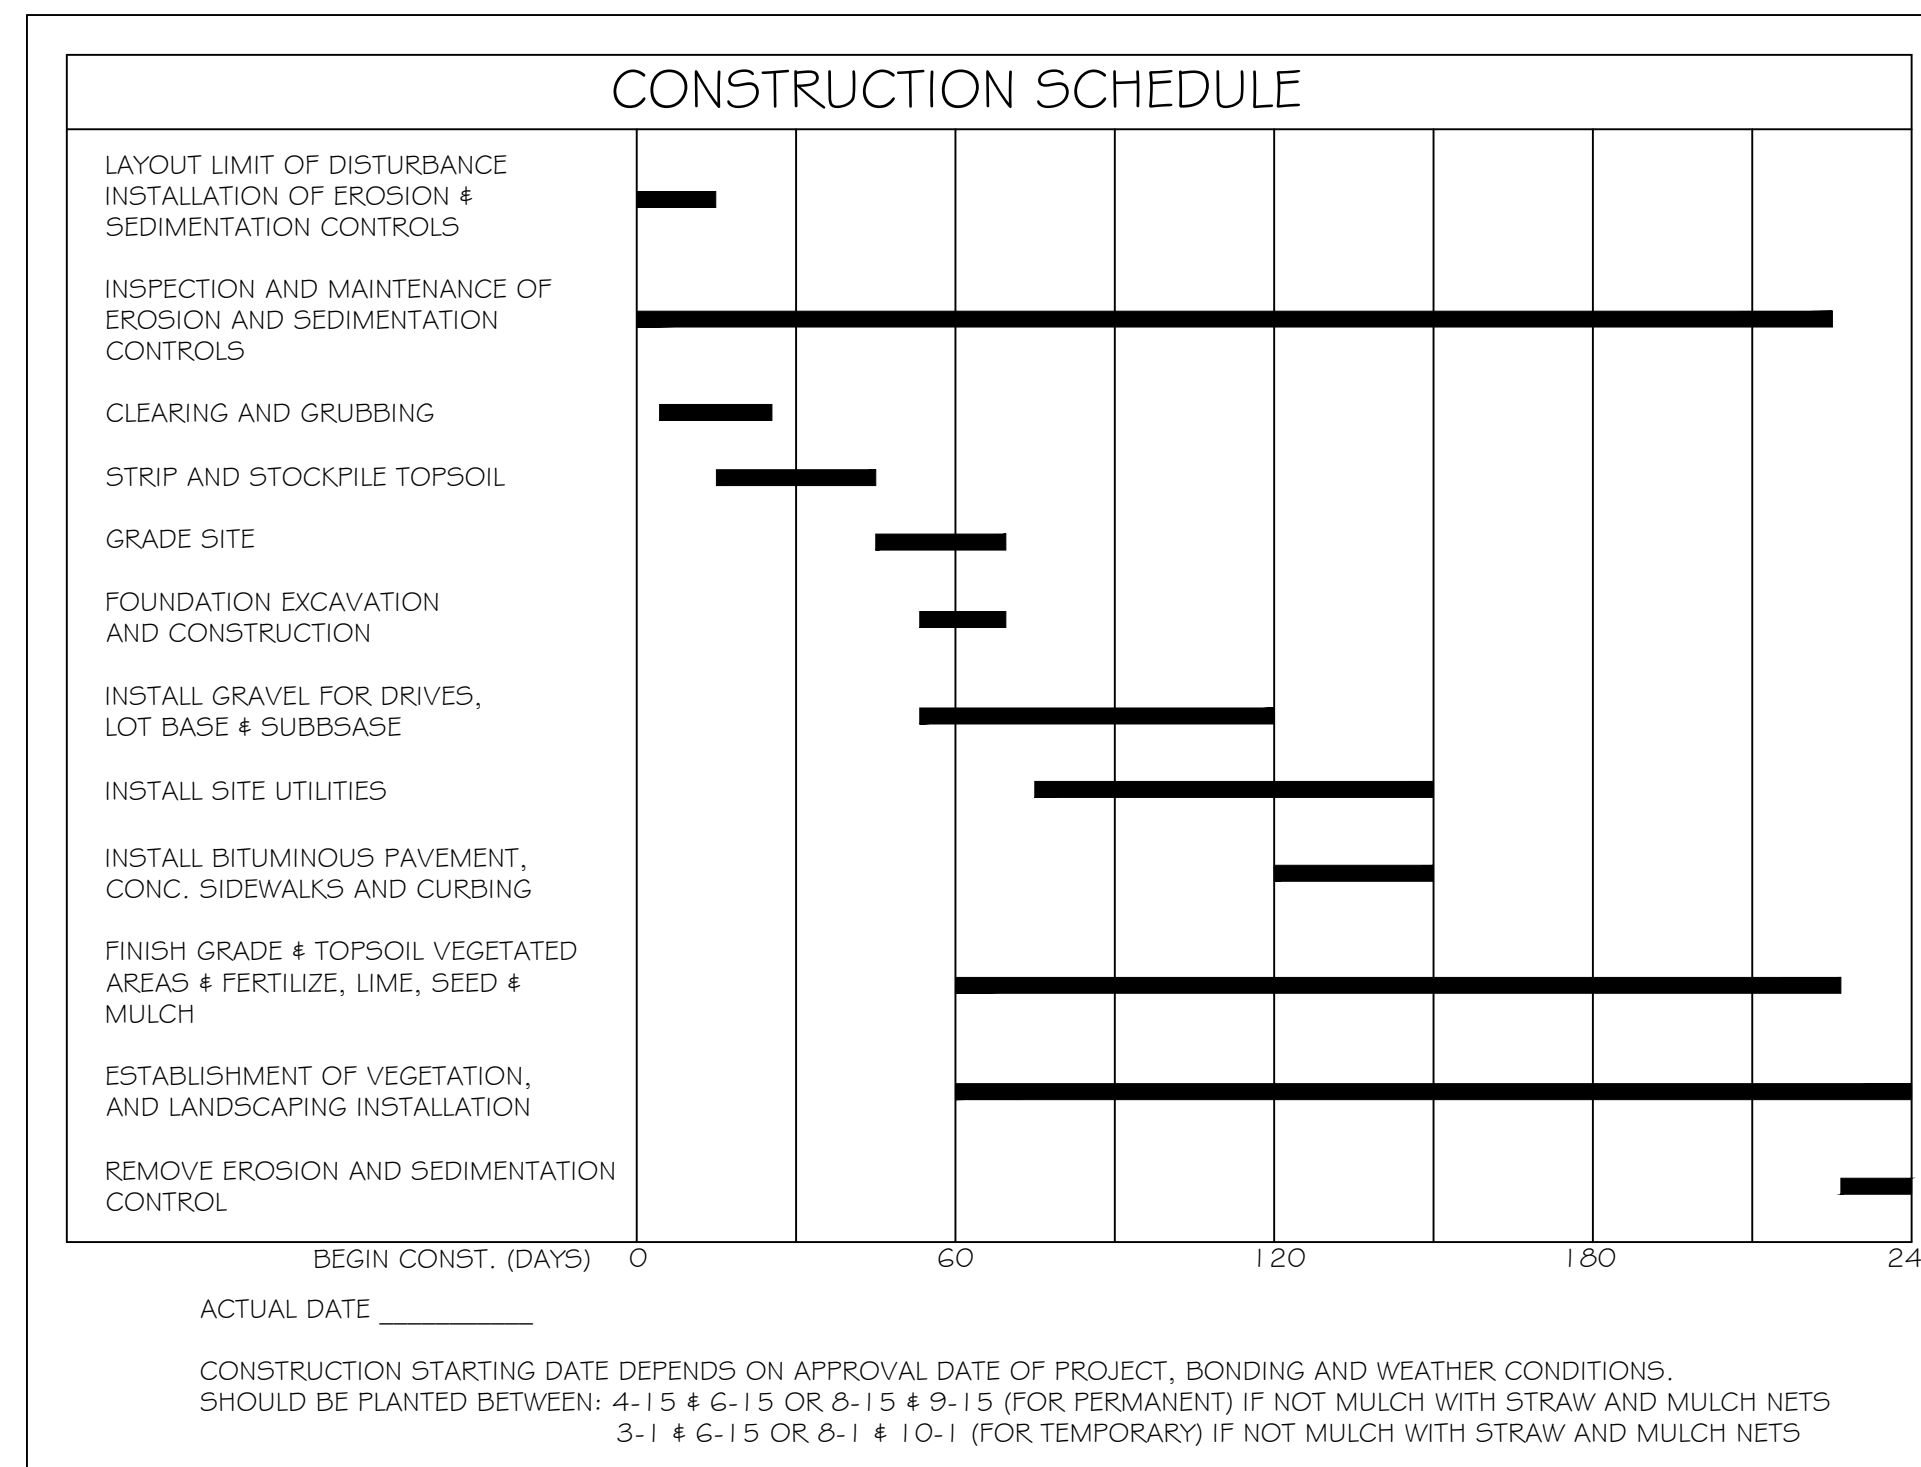 CONSTRUCTION SCHEDULE
LAYOUT LIMIT OF DISTURBANCE
INSTALLATION OF EROSION &
SEDIMENTATION CONTROLS
INSPECTION AND MAINTENANCE OF
EROSION AND SEDIMENTATION
CONTROLS
CLEARING AND GRUBBING
STRIP AND STOCKPILE TOPSOIL
GRADE SITE
FOUNDATION EXCAVATION
AND CONSTRUCTION
INSTALL GRAVEL FOR DRIVES,
LOT BASE & SUBBSASE
INSTALL SITE UTILITIES
INSTALL BITUMINOUS PAVEMENT,
CONC. SIDEWALKS AND CURBING
FINISH GRADE & TOPSOIL VEGETATED
AREAS & FERTILIZE, LIME, SEED &
MULCH
ESTABLISHMENT OF VEGETATION,
AND LANDSCAPING INSTALLATION
REMOVE EROSION AND SEDIMENTATION
CONTROL
BEGIN CONST. (DAYS) 0 60 120 180 24
ACTUAL DATE ___________
CONSTRUCTION STARTING DATE DEPENDS ON APPROVAL DATE OF PROJECT, BONDING AND WEATHER CONDITIONS.
SHOULD BE PLANTED BETWEEN: 4-15 & 6-15 OR 8-15 & 9-15 (FOR PERMANENT) IF NOT MULCH WITH STRAW AND MULCH NETS
3-1 & 6-15 OR 8-1 & 10-1 (FOR TEMPORARY) IF NOT MULCH WITH STRAW AND MULCH NETS